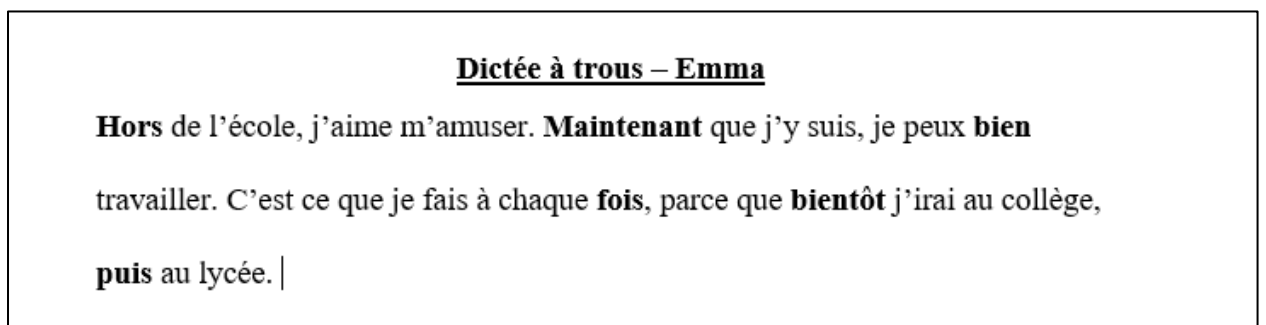 Dictée à trous – Emma
Hors de l’école, j’aime m’amuser. Maintenant que j’y suis, je peux bien
travailler. C’est ce que je fais à chaque fois, parce que bientôt j’irai au collège,
puis au lycée.